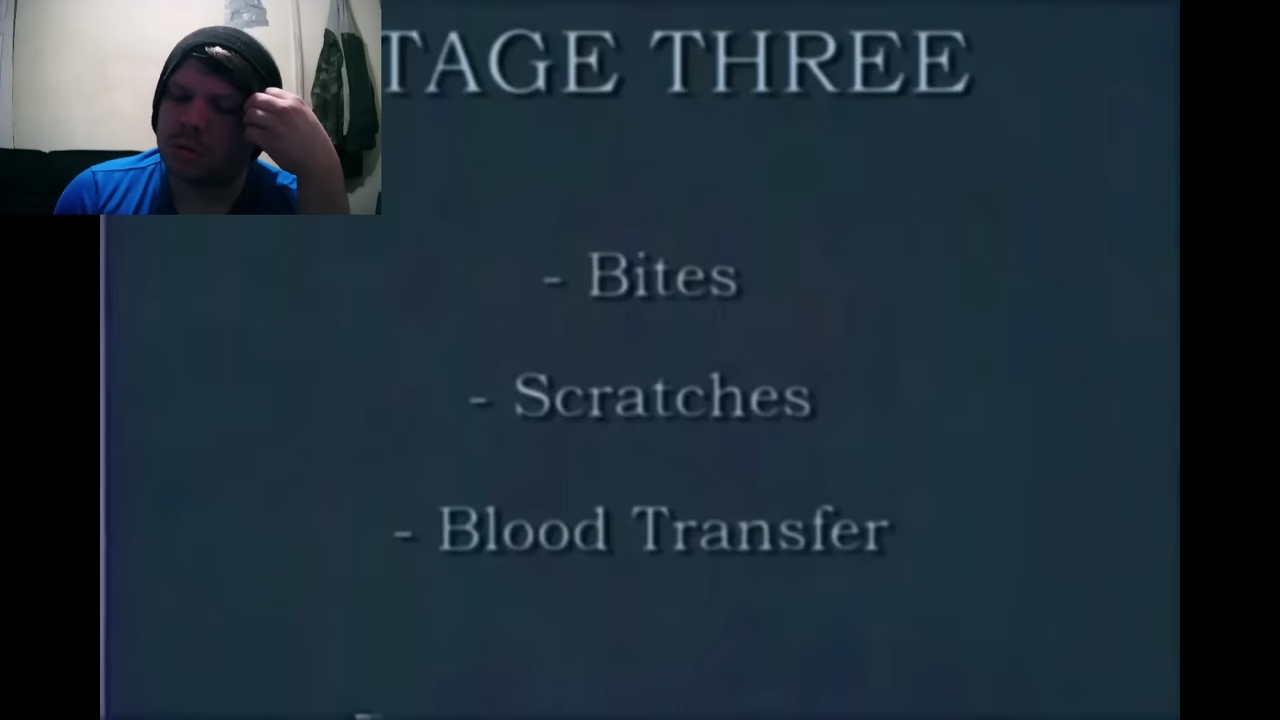 TAGE THREE
- Bites
- Scratches
- Blood Transfer